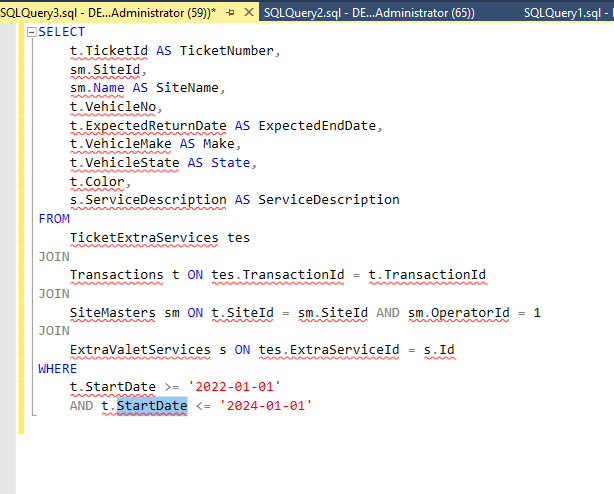 SQLQuery3.sql - DE...Administrator (59))* SQLQuery2.sql - DE...Administrator (65)) SQLQuery1.sql - D
SELECT
t.TicketId AS TicketNumber,
sm.SiteId,
sm.Name AS SiteName,
t.VehicleNo,
t.ExpectedReturnDate AS ExpectedEndDate,
t.VehicleMake AS Make,
t.VehicleState AS State,
t.Color,
s.ServiceDescription AS ServiceDescription
FROM
TicketExtraServices tes
JOIN
Transactions t ON tes.TransactionId = t.TransactionId
JOIN
SiteMasters sm ON t.SiteId = sm.SiteId AND sm.OperatorId = 1
JOIN
ExtraValetServices s ON tes.ExtraServiceId = s.Id
WHERE
t.StartDate >= '2022-01-01'
AND t.StartDate <= '2024-01-01'